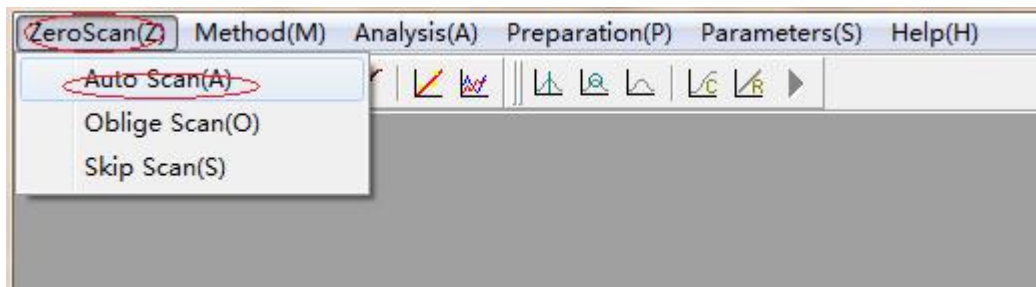 ZeroScan(Z) Method(M) Analysis(A) Preparation(P) Parameters(S) Help(H)
Auto Scan(A)
Oblige Scan(O)
Skip Scan(S)